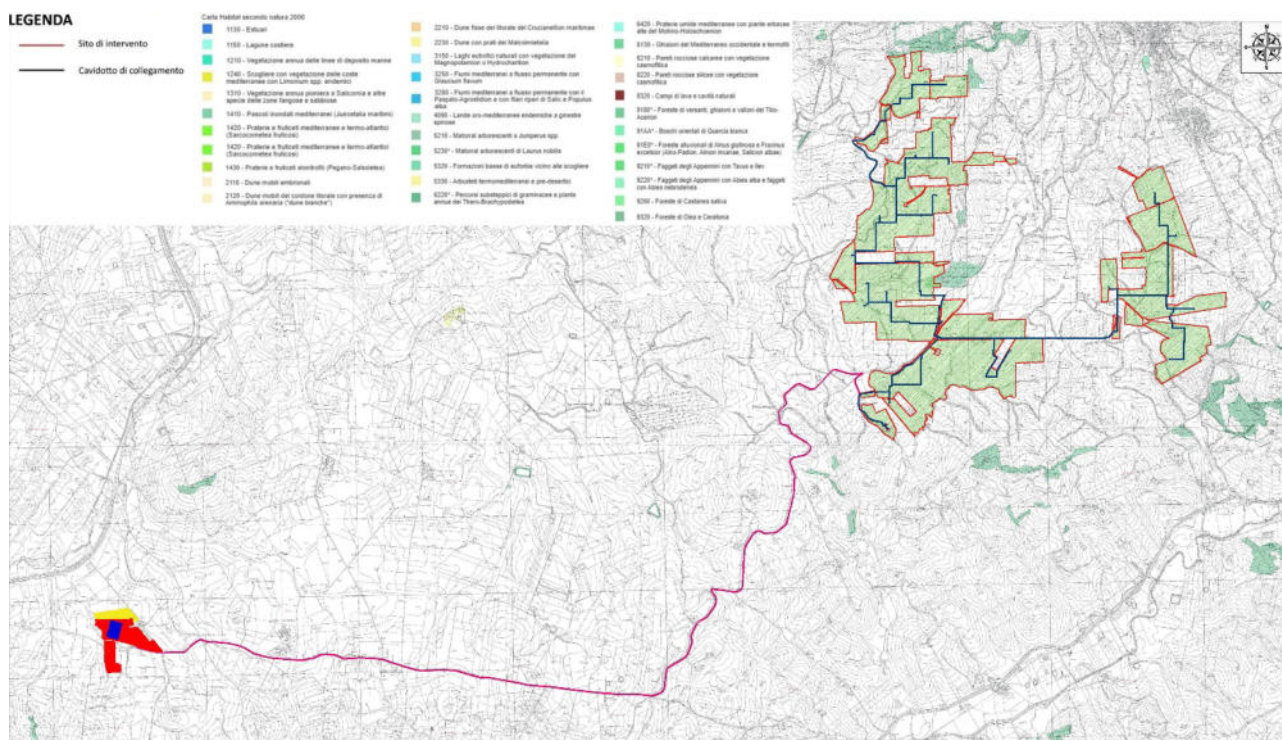 LEGENDA
Sito di intervento
Cavidotto di collegamento
Carta Habitat secondo natura 2000
1130 - Estuari
1150 - Lagune costiere
1210 - Vegetazione annua delle linee di deposito marine
1240 - Scogliere con vegetazione delle coste
mediterranee con Limonium spp. endemici
1310 - Vegetazione annua pioniera a Salicornia e altre
specie delle zone fangose e sabbiose
1410 - Pascoli inondati mediterranei (Juncetalia maritimi)
1420 - Praterie e fruticeti mediterranee e termo-atlantici
(Sarcocornetea fruticosi)
1420 - Praterie e fruticeti mediterranee e termo-atlantici
(Sarcocornetea fruticosi)
1430 - Praterie e fruticeti alonitrofili (Pegano-Salsoletea)
2110 - Dune mobili embrionali
2120 - Dune mobili del cordone litorale con presenza di
Ammophila arenaria ("dune bianche")
2210 - Dune fisse del litorale del Crucianellion maritimae
2230 - Dune con prati dei Malcolmietalia
3150 - Laghi eutrofici naturali con vegetazione del
Magnopotamion o Hydrocharition
3250 - Fiumi mediterranei a flusso permanente con
Glaucium flavum
3280 - Fiumi mediterranei a flusso permanente con il
Paspalo-Agrostidion e con filari ripari di Salix e Populus
alba
4090 - Lande oro-mediterranee endemiche a ginestre
spinose
5210 - Matorral arborescenti a Juniperus spp.
5230* - Matorral arborescenti di Laurus nobilis
5320 - Formazioni basse di euforbie vicino alle scogliere
5330 - Arbusteti termomediterranei e pre-desertici
6220* - Percorsi substeppici di graminacee e piante
annue dei Thero-Brachypodietea
6420 - Praterie umide mediterranee con piante erbacee
alte del Molinio-Holoschoenion
8130 - Ghiaioni del Mediterraneo occidentale e termofili
8210 - Pareti rocciose calcaree con vegetazione
casmofitica
8220 - Pareti rocciose silicee con vegetazione
casmofitica
8320 - Campi di lava e cavità naturali
9180* - Foreste di versanti, ghiaioni e valloni del Tilio-
Acerion
91AA* - Boschi orientali di Quercia bianca
91E0* - Foreste alluvionali di Alnus glutinosa e Fraxinus
excelsior (Alno-Padion, Alnion incanae, Salicion albae)
9210* - Faggeti degli Appennini con Taxus e Ilex
9220* - Faggeti degli Appennini con Abies alba e faggeti
con Abies nebrodensis
9260 - Foreste di Castanea sativa
9320 - Foreste di Olea e Ceratonia